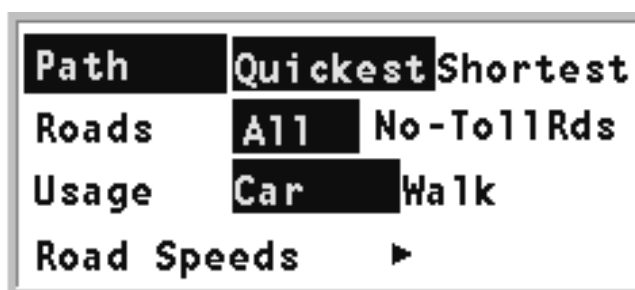 Path Quickest Shortest
Roads All No-TollRds
Usage Car Walk
Road Speeds ►